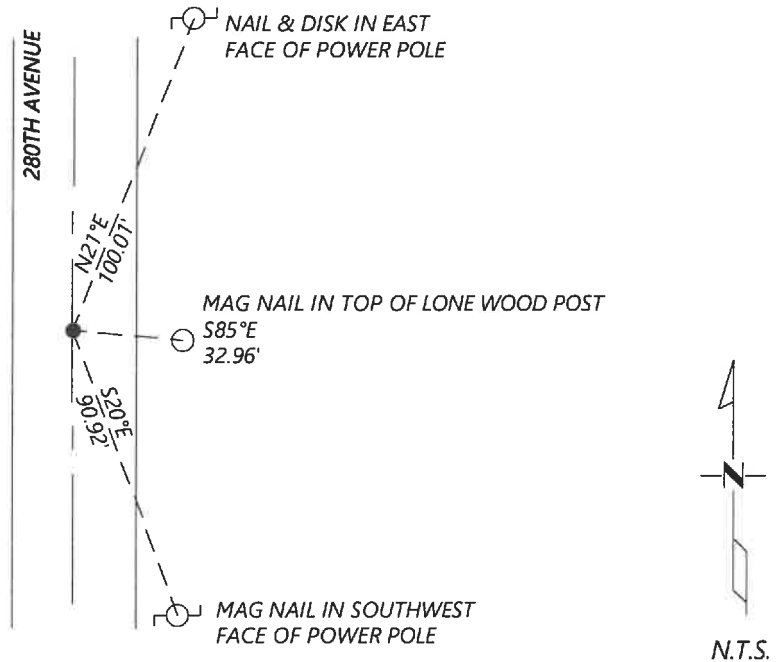 NAIL & DISK IN EAST
FACE OF POWER POLE
280TH AVENUE
N21°E
100.01'
MAG NAIL IN TOP OF LONE WOOD POST
S85°E
32.96'
S20°E
90.92'
N
MAG NAIL IN SOUTHWEST
FACE OF POWER POLE
N.T.S.